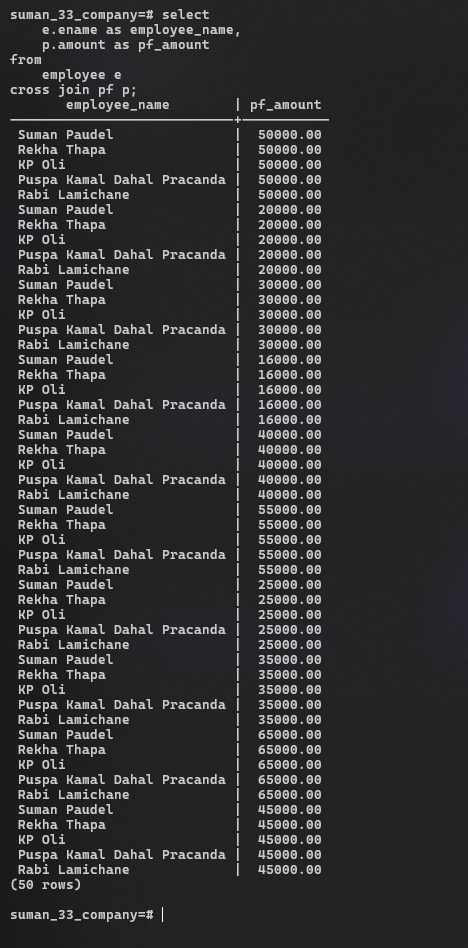 suman_33_company=# select
    e.ename as employee_name,
    p.amount as pf_amount
from
    employee e
cross join pf p;
       employee_name        | pf_amount
----------------------------+-----------
 Suman Paudel               |  50000.00
 Rekha Thapa                |  50000.00
 KP Oli                     |  50000.00
 Puspa Kamal Dahal Pracanda |  50000.00
 Rabi Lamichane             |  50000.00
 Suman Paudel               |  20000.00
 Rekha Thapa                |  20000.00
 KP Oli                     |  20000.00
 Puspa Kamal Dahal Pracanda |  20000.00
 Rabi Lamichane             |  20000.00
 Suman Paudel               |  30000.00
 Rekha Thapa                |  30000.00
 KP Oli                     |  30000.00
 Puspa Kamal Dahal Pracanda |  30000.00
 Rabi Lamichane             |  30000.00
 Suman Paudel               |  16000.00
 Rekha Thapa                |  16000.00
 KP Oli                     |  16000.00
 Puspa Kamal Dahal Pracanda |  16000.00
 Rabi Lamichane             |  16000.00
 Suman Paudel               |  40000.00
 Rekha Thapa                |  40000.00
 KP Oli                     |  40000.00
 Puspa Kamal Dahal Pracanda |  40000.00
 Rabi Lamichane             |  40000.00
 Suman Paudel               |  55000.00
 Rekha Thapa                |  55000.00
 KP Oli                     |  55000.00
 Puspa Kamal Dahal Pracanda |  55000.00
 Rabi Lamichane             |  55000.00
 Suman Paudel               |  25000.00
 Rekha Thapa                |  25000.00
 KP Oli                     |  25000.00
 Puspa Kamal Dahal Pracanda |  25000.00
 Rabi Lamichane             |  25000.00
 Suman Paudel               |  35000.00
 Rekha Thapa                |  35000.00
 KP Oli                     |  35000.00
 Puspa Kamal Dahal Pracanda |  35000.00
 Rabi Lamichane             |  35000.00
 Suman Paudel               |  65000.00
 Rekha Thapa                |  65000.00
 KP Oli                     |  65000.00
 Puspa Kamal Dahal Pracanda |  65000.00
 Rabi Lamichane             |  65000.00
 Suman Paudel               |  45000.00
 Rekha Thapa                |  45000.00
 KP Oli                     |  45000.00
 Puspa Kamal Dahal Pracanda |  45000.00
 Rabi Lamichane             |  45000.00
(50 rows)

suman_33_company=#